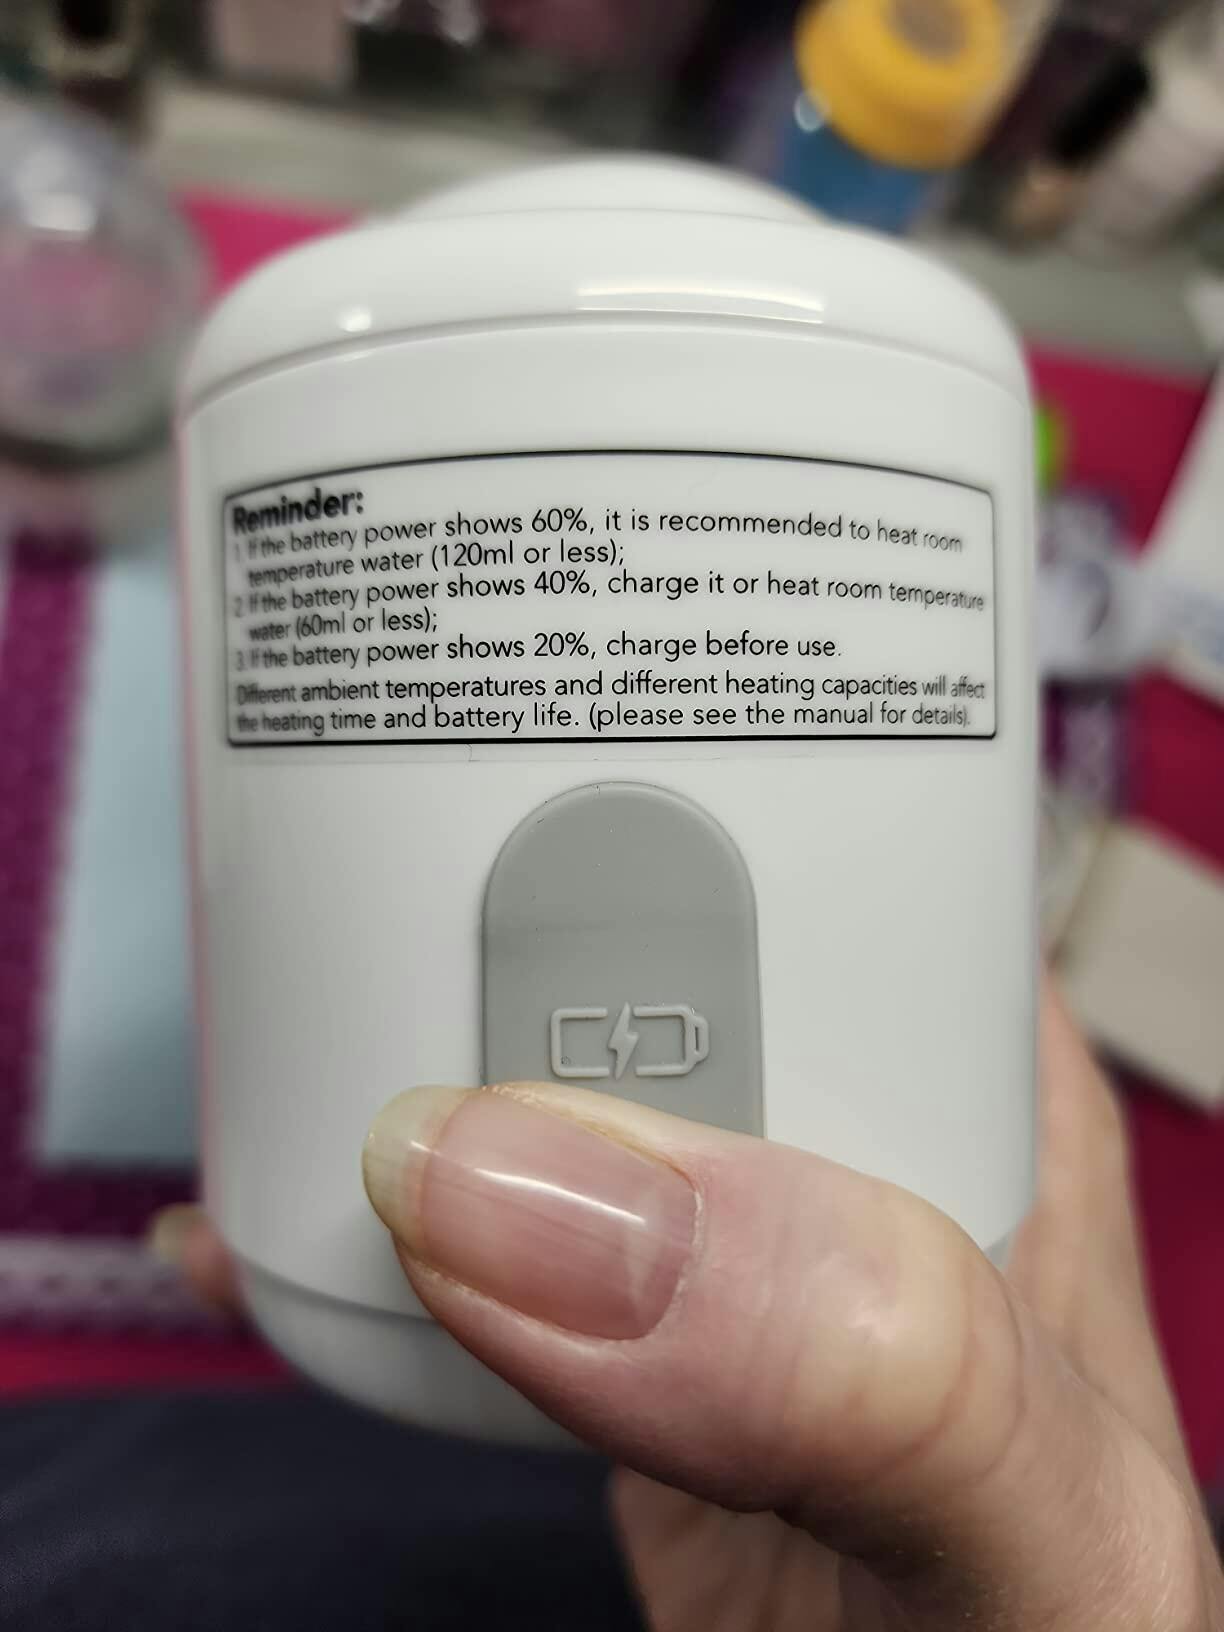 Reminder:
1. If the battery power shows 60%, it is recommended to heat room
temperature water (120ml or less);
2. If the battery power shows 40%, charge it or heat room temperature
water (60ml or less);
3. If the battery power shows 20%, charge before use.
Different ambient temperatures and different heating capacities will affect
the heating time and battery life. (please see the manual for details).